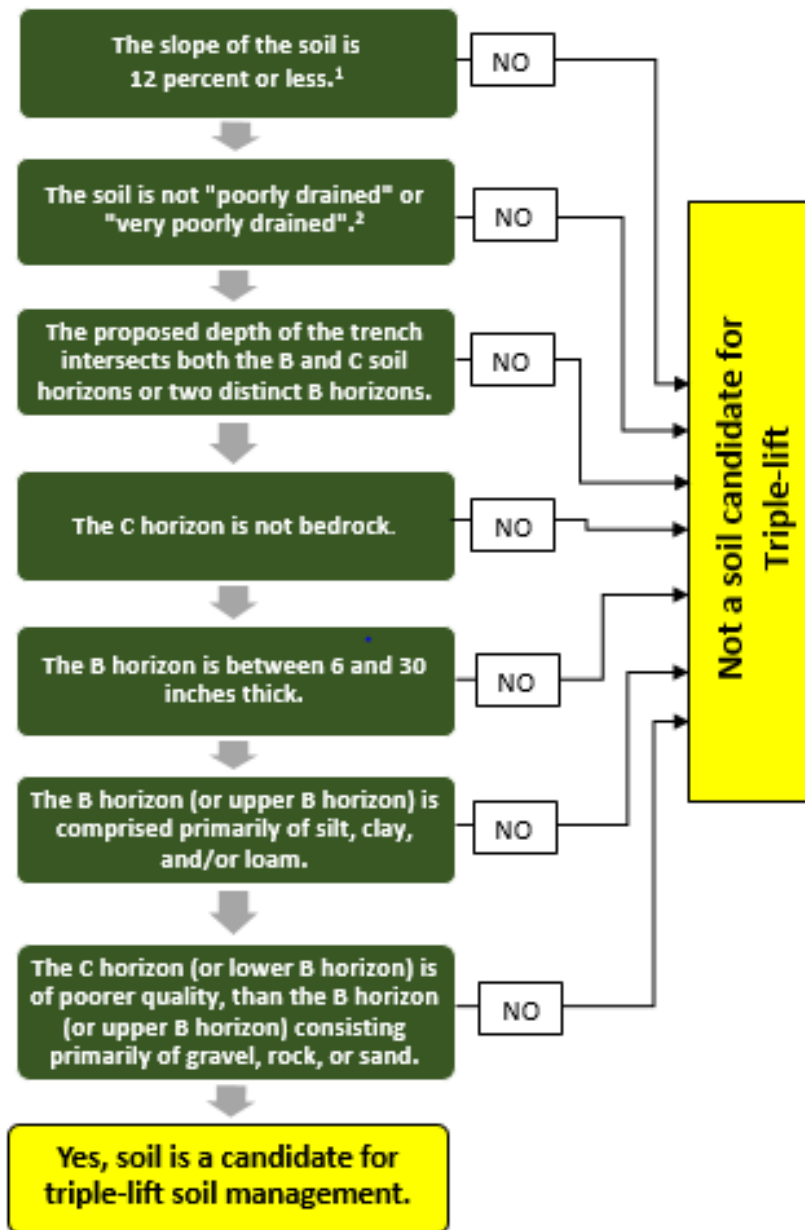 The slope of the soil is
12 percent or less.¹
NO
The soil is not "poorly drained" or
"very poorly drained".²
NO
The proposed depth of the trench
intersects both the B and C soil
horizons or two distinct B horizons.
NO
The C horizon is not bedrock.
NO
The B horizon is between 6 and 30
inches thick.
NO
The B horizon (or upper B horizon) is
comprised primarily of silt, clay,
and/or loam.
NO
The C horizon (or lower B horizon) is
of poorer quality, than the B horizon
(or upper B horizon) consisting
primarily of gravel, rock, or sand.
NO
Yes, soil is a candidate for
triple-lift soil management.
Not a soil candidate for
Triple-lift